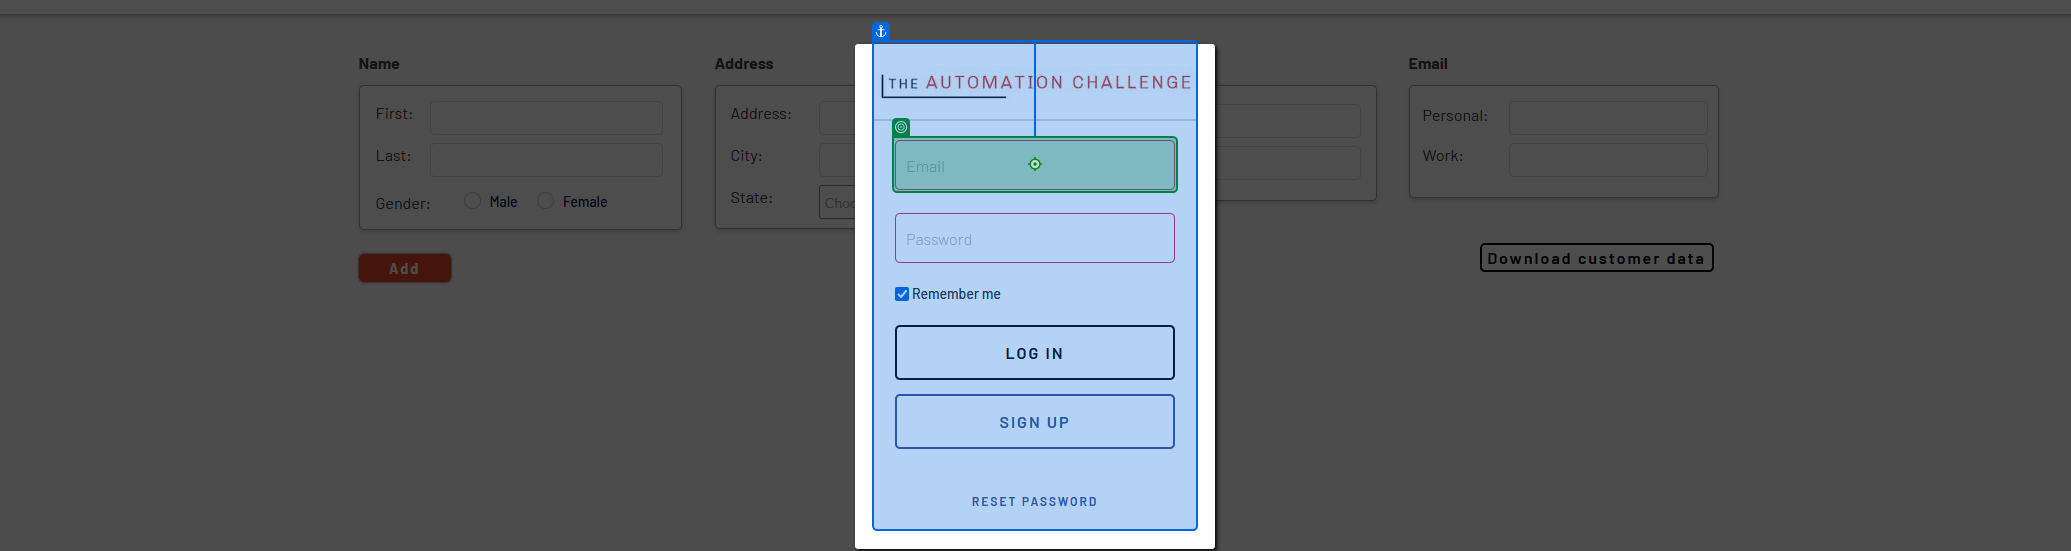 Name
First:
Last:
Gender: Male Female
Add
Address
Address:
City:
State: Choo
THE AUTOMATION CHALLENGE
Email
Password
Remember me
LOG IN
SIGN UP
RESET PASSWORD
Email
Personal:
Work:
Download customer data